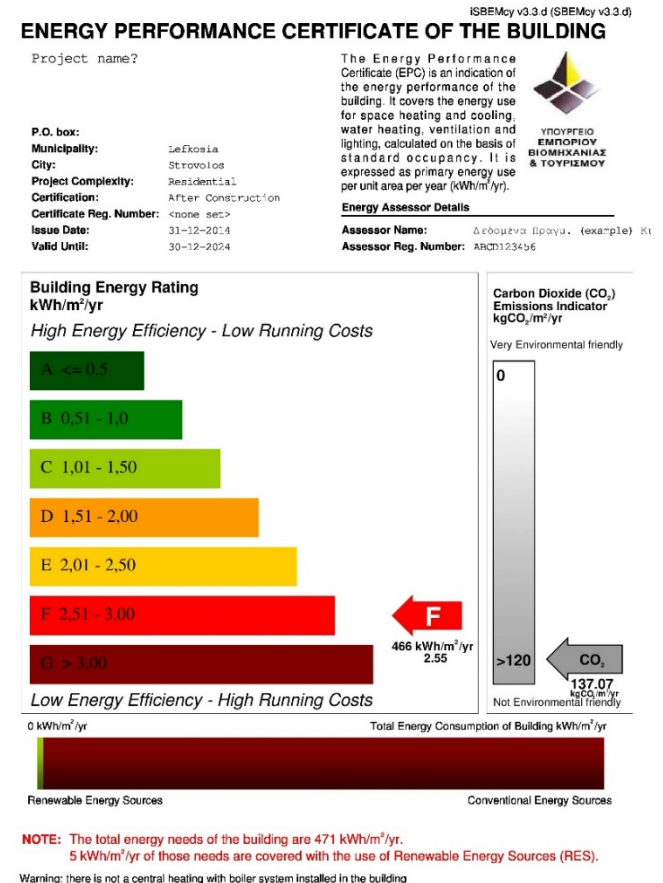 iSBEMcy v3.3.d (SBEMcy v3.3.d)
ENERGY PERFORMANCE CERTIFICATE OF THE BUILDING
Project name?
P.O. box:
Municipality: Lefkosia
City: Strovolos
Project Complexity: Residential
Certification: After Construction
Certificate Reg. Number: <none set>
Issue Date: 31-12-2014
Valid Until: 30-12-2024
The Energy Performance
Certificate (EPC) is an indication of
the energy performance of the
building. It covers the energy use
for space heating and cooling,
water heating, ventilation and
lighting, calculated on the basis of
standard occupancy. It is
expressed as primary energy use
per unit area per year (kWh/m²/yr).
ΥΠΟΥΡΓΕΙΟ
ΕΜΠΟΡΙΟΥ
ΒΙΟΜΗΧΑΝΙΑΣ
& ΤΟΥΡΙΣΜΟΥ
Energy Assessor Details
Assessor Name: Δεδομένα Πραγμ. (example)
Assessor Reg. Number: ABCD123456
Building Energy Rating
kWh/m²/yr
High Energy Efficiency - Low Running Costs
A <= 0.5
B 0,51 - 1,0
C 1,01 - 1,50
D 1,51 - 2,00
E 2,01 - 2,50
F 2,51 - 3,00
G > 3,00
F
466 kWh/m²/yr
2.55
Low Energy Efficiency - High Running Costs
Carbon Dioxide (CO₂)
Emissions Indicator
kgCO₂/m²/yr
Very Environmental friendly
0
>120
CO₂
137.07
kgCO₂/m²/yr
Not Environmental friendly
0 kWh/m²/yr Total Energy Consumption of Building kWh/m²/yr
Renewable Energy Sources Conventional Energy Sources
NOTE: The total energy needs of the building are 471 kWh/m²/yr.
5 kWh/m²/yr of those needs are covered with the use of Renewable Energy Sources (RES).
Warning: there is not a central heating with boiler system installed in the building